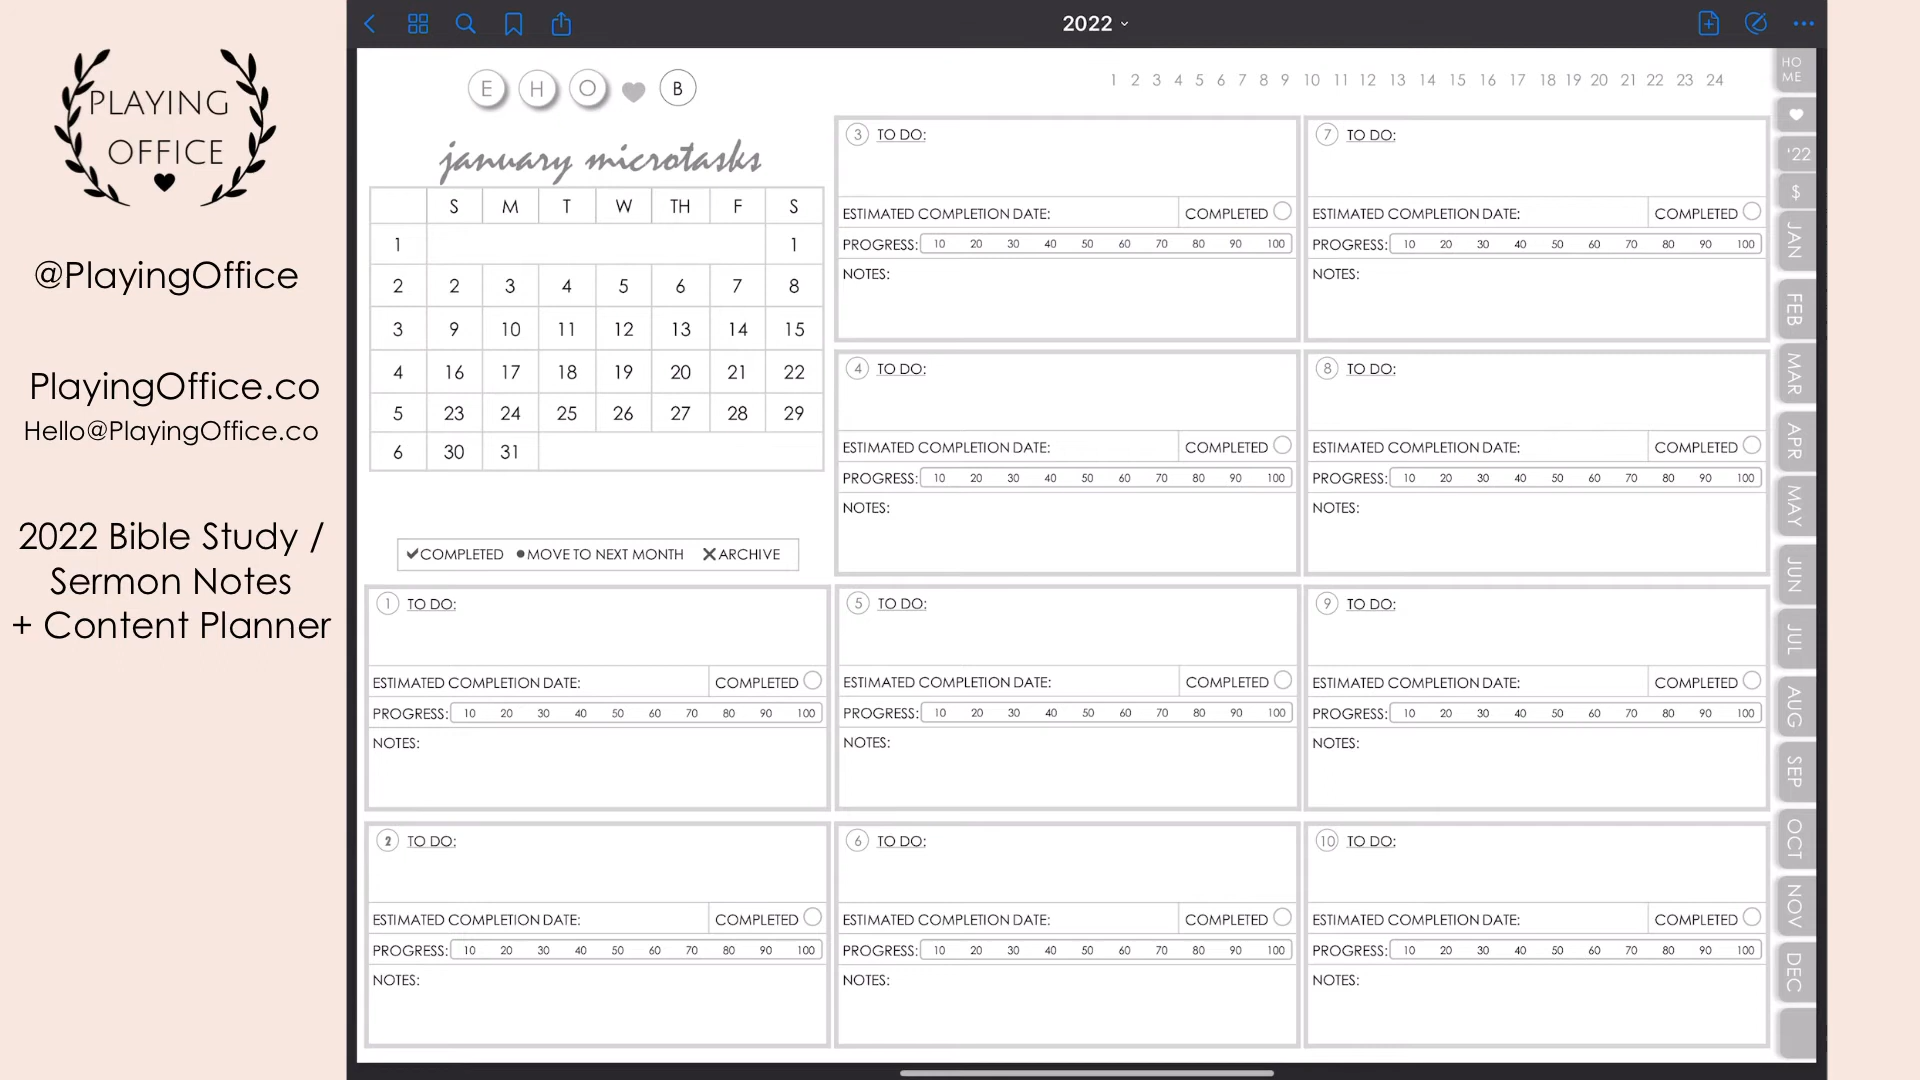 PLAYING
OFFICE
@PlayingOffice
PlayingOffice.co
Hello@PlayingOffice.co
2022 Bible Study /
Sermon Notes
+ Content Planner
2022
E H O B
1 2 3 4 5 6 7 8 9 10 11 12 13 14 15 16 17 18 19 20 21 22 23 24
january microtasks
S M T W TH F S
1 1
2 2 3 4 5 6 7 8
3 9 10 11 12 13 14 15
4 16 17 18 19 20 21 22
5 23 24 25 26 27 28 29
6 30 31
COMPLETED MOVE TO NEXT MONTH ARCHIVE
1 TO DO:
ESTIMATED COMPLETION DATE: COMPLETED
PROGRESS: 10 20 30 40 50 60 70 80 90 100
NOTES:
2 TO DO:
ESTIMATED COMPLETION DATE: COMPLETED
PROGRESS: 10 20 30 40 50 60 70 80 90 100
NOTES:
3 TO DO:
ESTIMATED COMPLETION DATE: COMPLETED
PROGRESS: 10 20 30 40 50 60 70 80 90 100
NOTES:
4 TO DO:
ESTIMATED COMPLETION DATE: COMPLETED
PROGRESS: 10 20 30 40 50 60 70 80 90 100
NOTES:
5 TO DO:
ESTIMATED COMPLETION DATE: COMPLETED
PROGRESS: 10 20 30 40 50 60 70 80 90 100
NOTES:
6 TO DO:
ESTIMATED COMPLETION DATE: COMPLETED
PROGRESS: 10 20 30 40 50 60 70 80 90 100
NOTES:
7 TO DO:
ESTIMATED COMPLETION DATE: COMPLETED
PROGRESS: 10 20 30 40 50 60 70 80 90 100
NOTES:
8 TO DO:
ESTIMATED COMPLETION DATE: COMPLETED
PROGRESS: 10 20 30 40 50 60 70 80 90 100
NOTES:
9 TO DO:
ESTIMATED COMPLETION DATE: COMPLETED
PROGRESS: 10 20 30 40 50 60 70 80 90 100
NOTES:
10 TO DO:
ESTIMATED COMPLETION DATE: COMPLETED
PROGRESS: 10 20 30 40 50 60 70 80 90 100
NOTES:
HO
ME
'22
$
JAN
FEB
MAR
APR
MAY
JUN
JUL
AUG
SEP
OCT
NOV
DEC